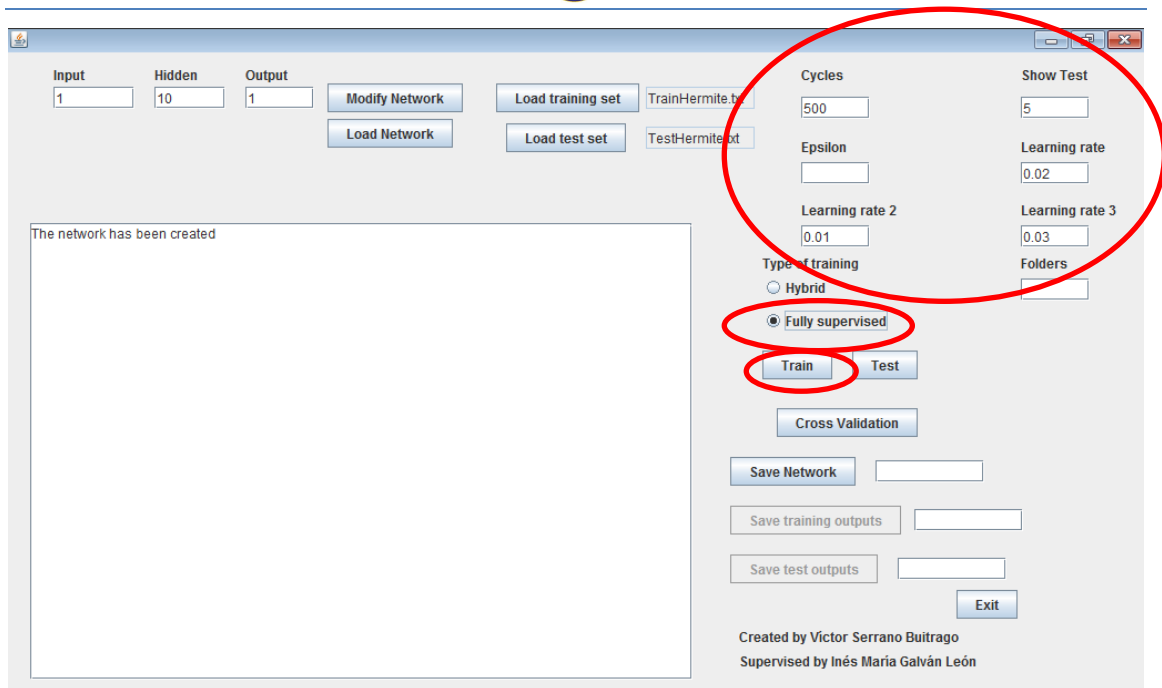 Input Hidden Output Cycles Show Test
1 10 1 Modify Network Load training set TrainHermite.txt 500 5
Load Network Load test set TestHermite.txt Epsilon Learning rate
0.02
Learning rate 2 Learning rate 3
The network has been created 0.01 0.03
Type of training Folders
Hybrid
Fully supervised
Train Test
Cross Validation
Save Network
Save training outputs
Save test outputs
Exit
Created by Víctor Serrano Buitrago
Supervised by Inés María Galván León